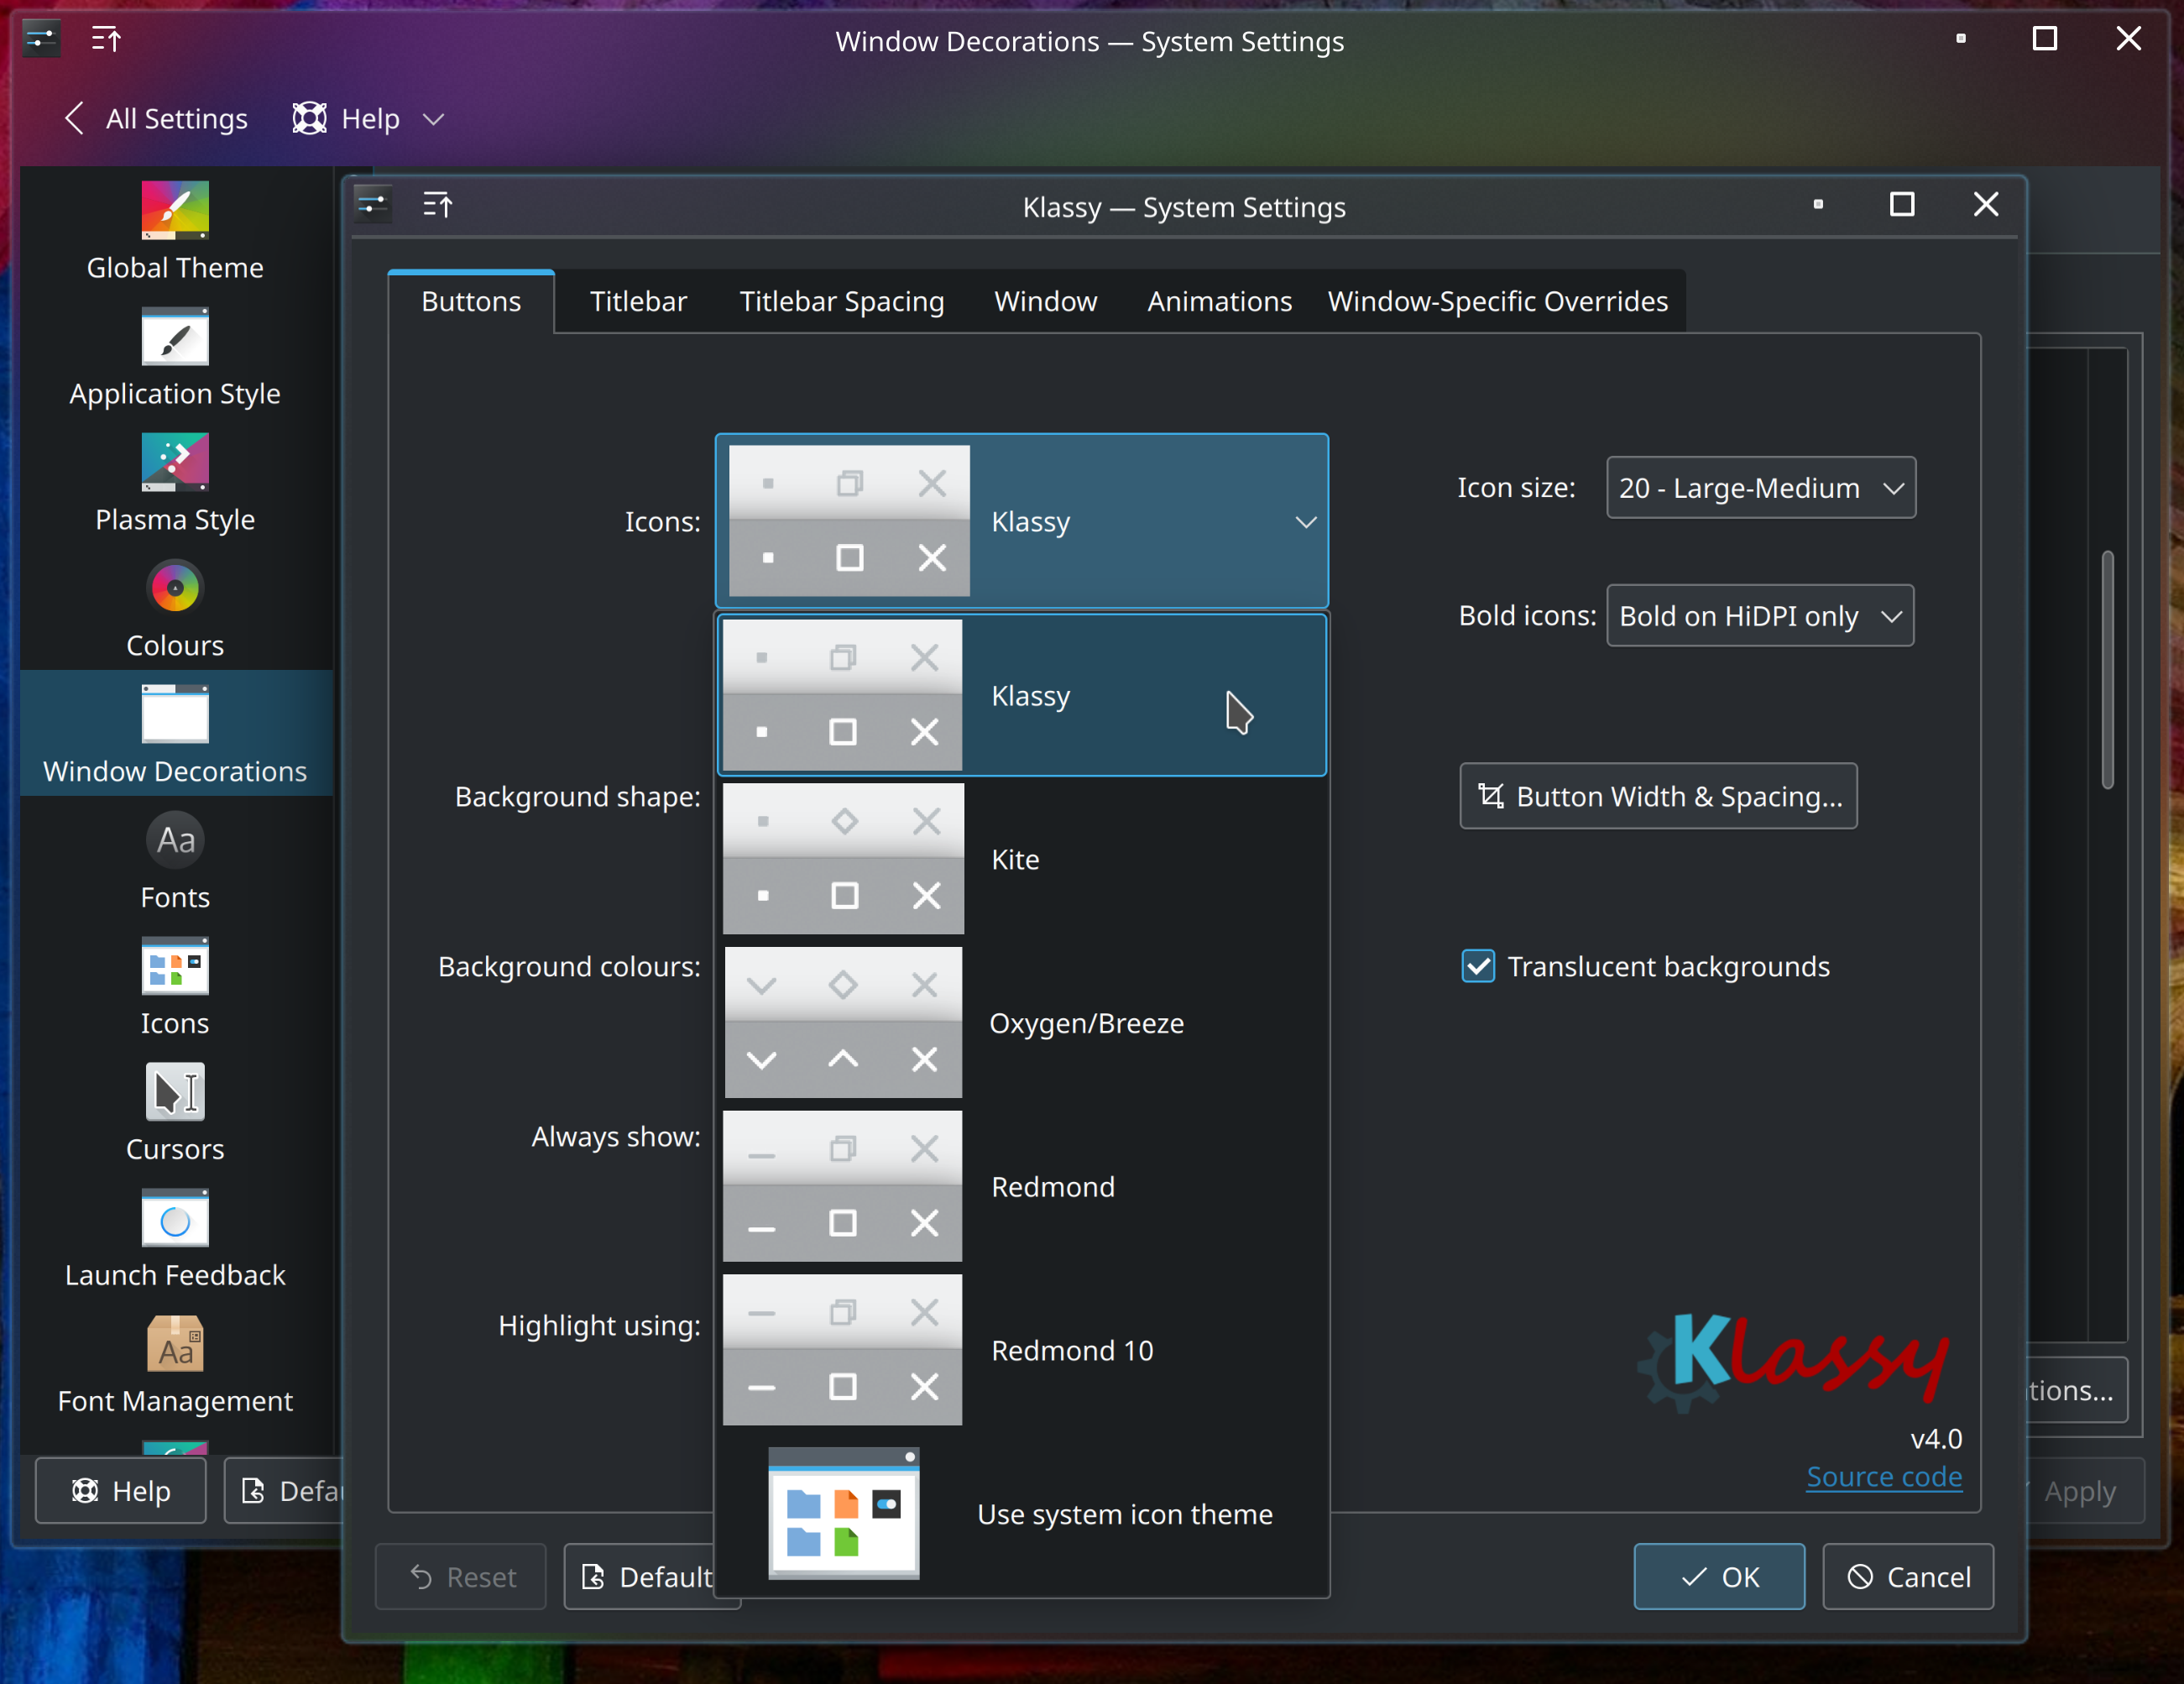 Window Decorations — System Settings
All Settings
Help
Global Theme
Application Style
Plasma Style
Colours
Window Decorations
Aa
Fonts
Icons
Cursors
Launch Feedback
Aa
Font Management
Help
Defau
Klassy — System Settings
Buttons
Titlebar
Titlebar Spacing
Window
Animations
Window-Specific Overrides
Icons:
Klassy
Klassy
Kite
Oxygen/Breeze
Redmond
Redmond 10
Use system icon theme
Background shape:
Background colours:
Always show:
Highlight using:
Icon size:
20 - Large-Medium
Bold icons:
Bold on HiDPI only
Button Width & Spacing...
Translucent backgrounds
Klassy
v4.0
Source code
Reset
Default
OK
Cancel
tions...
Apply